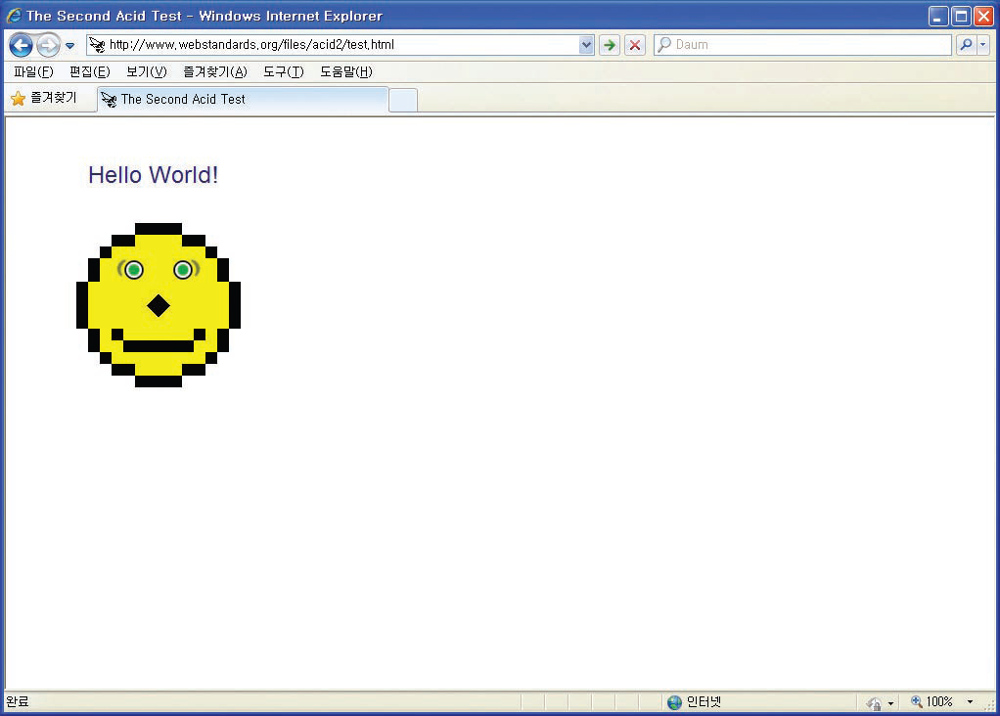 The Second Acid Test - Windows Internet Explorer
http://www.webstandards.org/files/acid2/test.html
Daum
파일(F) 편집(E) 보기(V) 즐겨찾기(A) 도구(T) 도움말(H)
즐겨찾기 The Second Acid Test
Hello World!
완료 인터넷 100%